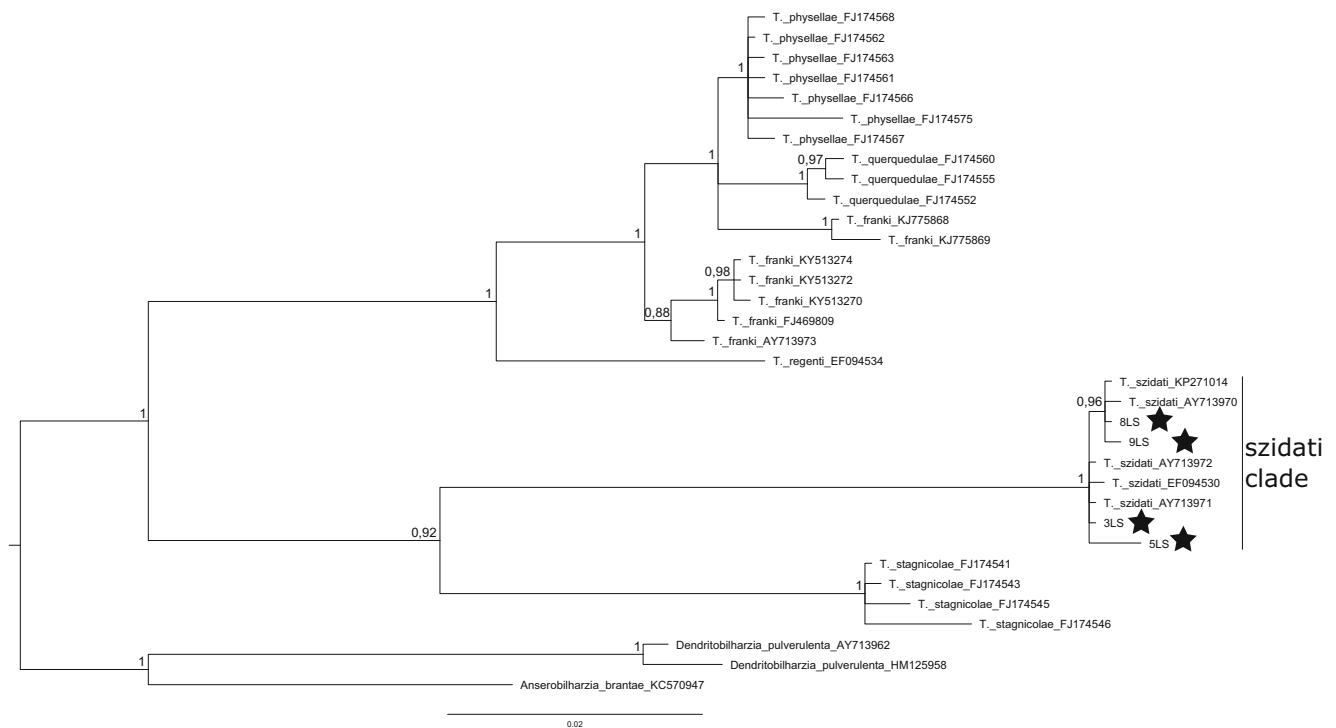 T._physellae_FJ174568
T._physellae_FJ174562
T._physellae_FJ174563
1
T._physellae_FJ174561
T._physellae_FJ174566
T._physellae_FJ174575
T._physellae_FJ174567
1
0,97
T._querquedulae_FJ174560
1
T._querquedulae_FJ174555
T._querquedulae_FJ174552
1
T._franki_KJ775868
T._franki_KJ775869
1
T._franki_KY513274
0,98
T._franki_KY513272
1
T._franki_KY513270
0,88
T._franki_FJ469809
T._franki_AY713973
1
T._regenti_EF094534
T._szidati_KP271014
0,96
T._szidati_AY713970
8LS
9LS
szidati
clade
T._szidati_AY713972
1
T._szidati_EF094530
T._szidati_AY713971
3LS
5LS
1
0,92
T._stagnicolae_FJ174541
1
T._stagnicolae_FJ174543
T._stagnicolae_FJ174545
T._stagnicolae_FJ174546
1
Dendritobilharzia_pulverulenta_AY713962
1
Dendritobilharzia_pulverulenta_HM125958
Anserobilharzia_brantae_KC570947
0.02